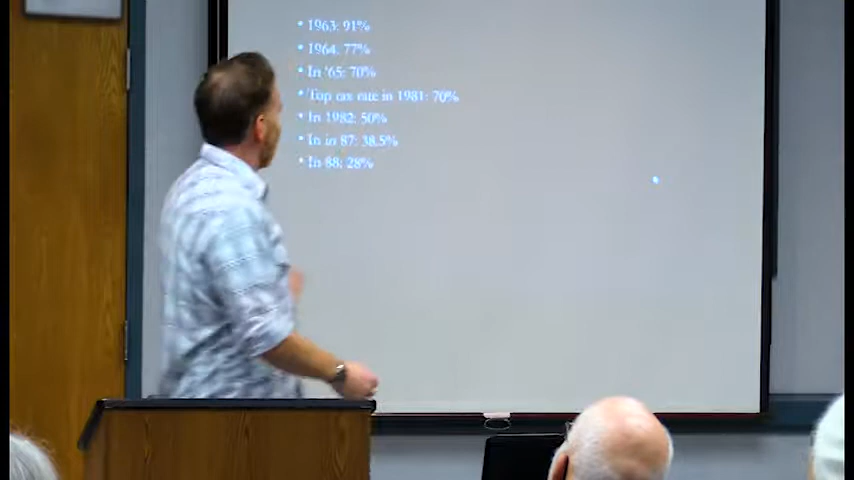 • 1963: 91%
• 1964: 77%
• In '65: 70%
• Top tax rate in 1981: 70%
• In 1982: 50%
• In in 87: 38.5%
• In 88: 28%